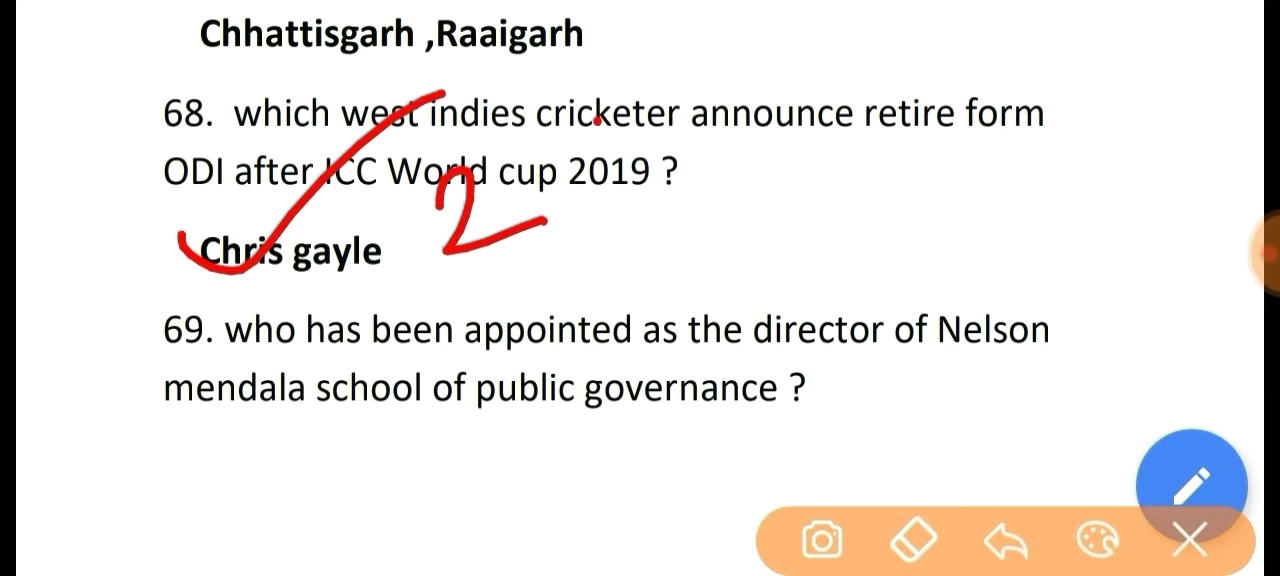 Chhattisgarh ,Raaigarh
68. which west indies cricketer announce retire form
ODI after ICC World cup 2019 ?
Chris gayle
2
69. who has been appointed as the director of Nelson
mendala school of public governance ?